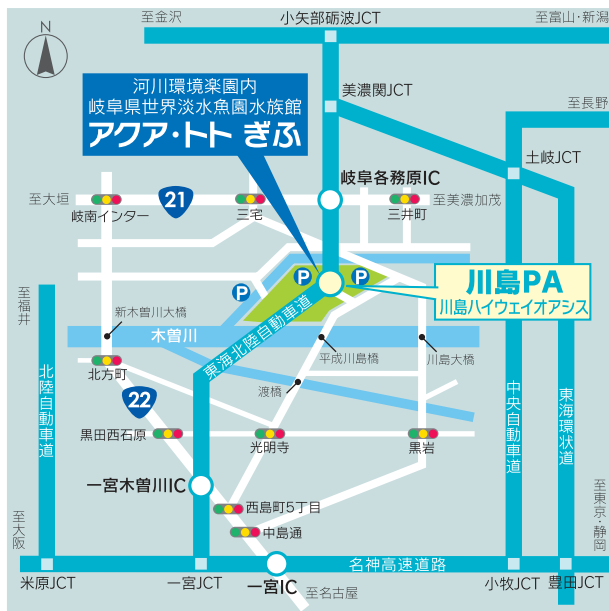 至金沢
小矢部砺波JCT
至富山・新潟
N
河川環境楽園内
岐阜県世界淡水魚園水族館
アクア・トト ぎふ
美濃関JCT
至長野
土岐JCT
岐阜各務原IC
至大垣
21
至美濃加茂
岐南インター
三宅
三井町
P
P
P
川島PA
川島ハイウェイオアシス
至福井
新木曽川大橋
木曽川
東海北陸自動車道
平成川島橋
川島大橋
北方町
渡橋
22
北陸自動車道
中央自動車道
東海環状道
黒田西石原
光明寺
黒岩
一宮木曽川IC
西島町5丁目
中島通
至大阪
至東京・静岡
名神高速道路
米原JCT
一宮JCT
一宮IC
至名古屋
小牧JCT
豊田JCT